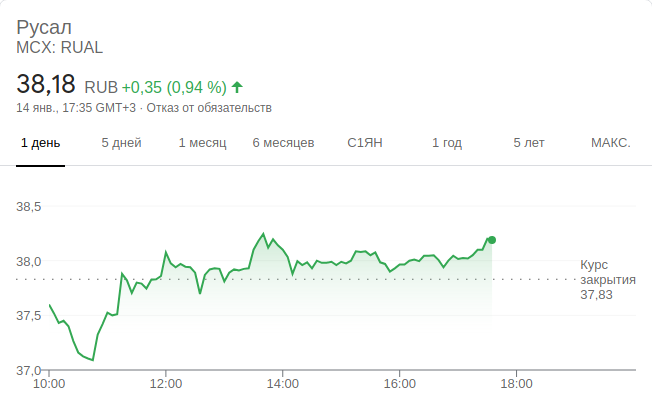 Русал
MCX: RUAL
38,18 RUB +0,35 (0,94 %)
14 янв., 17:35 GMT+3 · Отказ от обязательств
1 день 5 дней 1 месяц 6 месяцев С1ЯН 1 год 5 лет МАКС.
38,5
38,0
Курс
закрытия
37,83
37,5
37,0
10:00 12:00 14:00 16:00 18:00